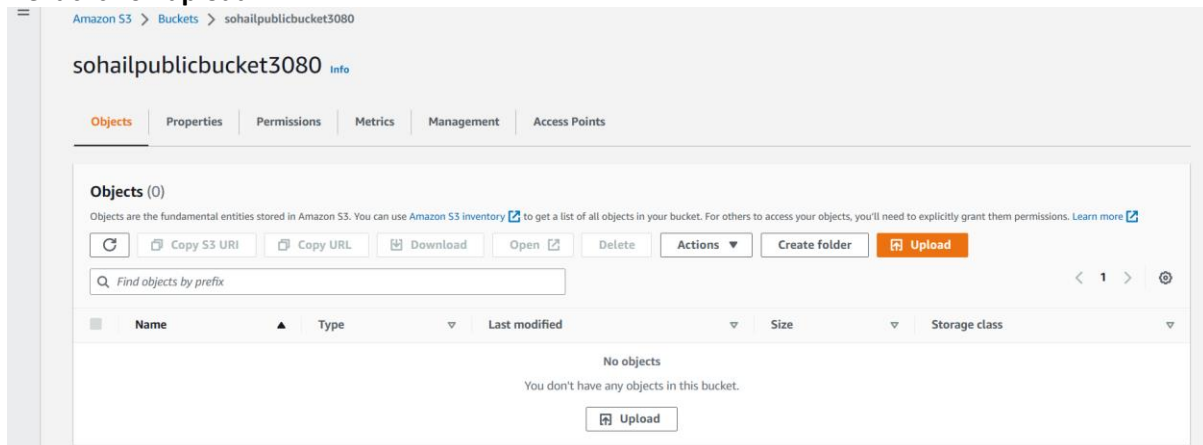 Amazon S3 > Buckets > sohailpublicbucket3080
sohailpublicbucket3080 Info
Objects Properties Permissions Metrics Management Access Points
Objects (0)
Objects are the fundamental entities stored in Amazon S3. You can use Amazon S3 inventory to get a list of all objects in your bucket. For others to access your objects, you'll need to explicitly grant them permissions. Learn more
Copy S3 URI Copy URL Download Open Delete Actions Create folder Upload
Find objects by prefix
< 1 >
Name Type Last modified Size Storage class
No objects
You don't have any objects in this bucket.
Upload